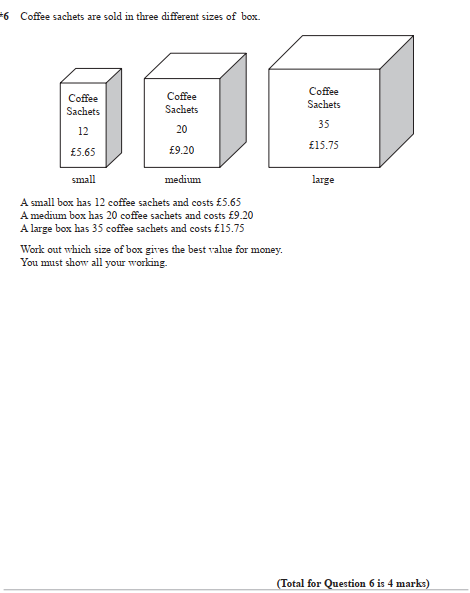 *6 Coffee sachets are sold in three different sizes of box.
Coffee
Sachets
12
£5.65
small
Coffee
Sachets
20
£9.20
medium
Coffee
Sachets
35
£15.75
large
A small box has 12 coffee sachets and costs £5.65
A medium box has 20 coffee sachets and costs £9.20
A large box has 35 coffee sachets and costs £15.75
Work out which size of box gives the best value for money.
You must show all your working.
(Total for Question 6 is 4 marks)